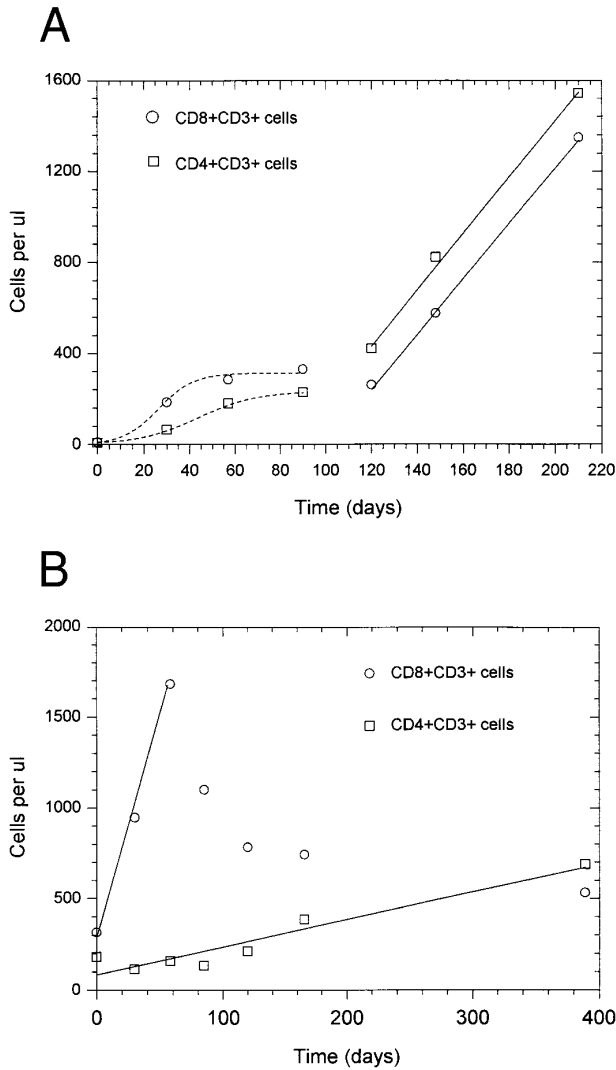 A
1600
1200
800
400
0
Cells per ul
CD8+CD3+ cells
CD4+CD3+ cells
0 20 40 60 80 100 120 140 160 180 200 220
Time (days)
B
2000
1500
1000
500
0
Cells per ul
CD8+CD3+ cells
CD4+CD3+ cells
0 100 200 300 400
Time (days)